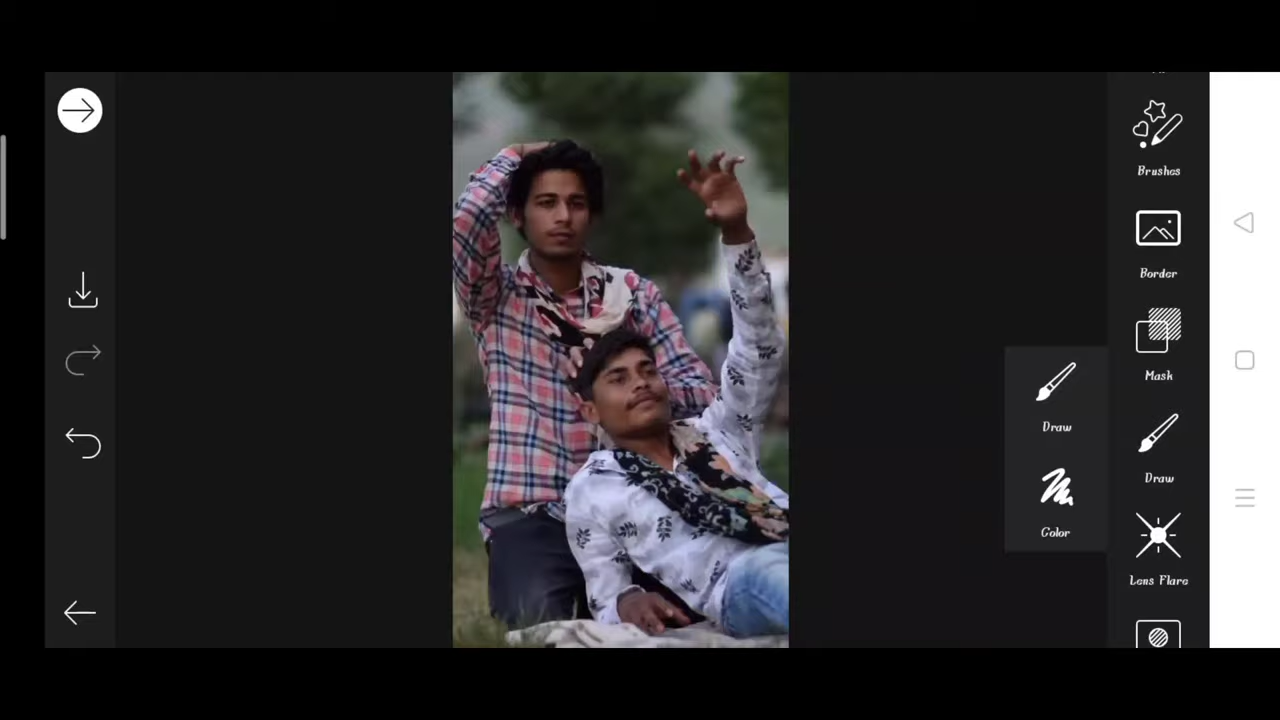 Brushes
Border
Mask
Draw
Draw
Color
Lens Flare